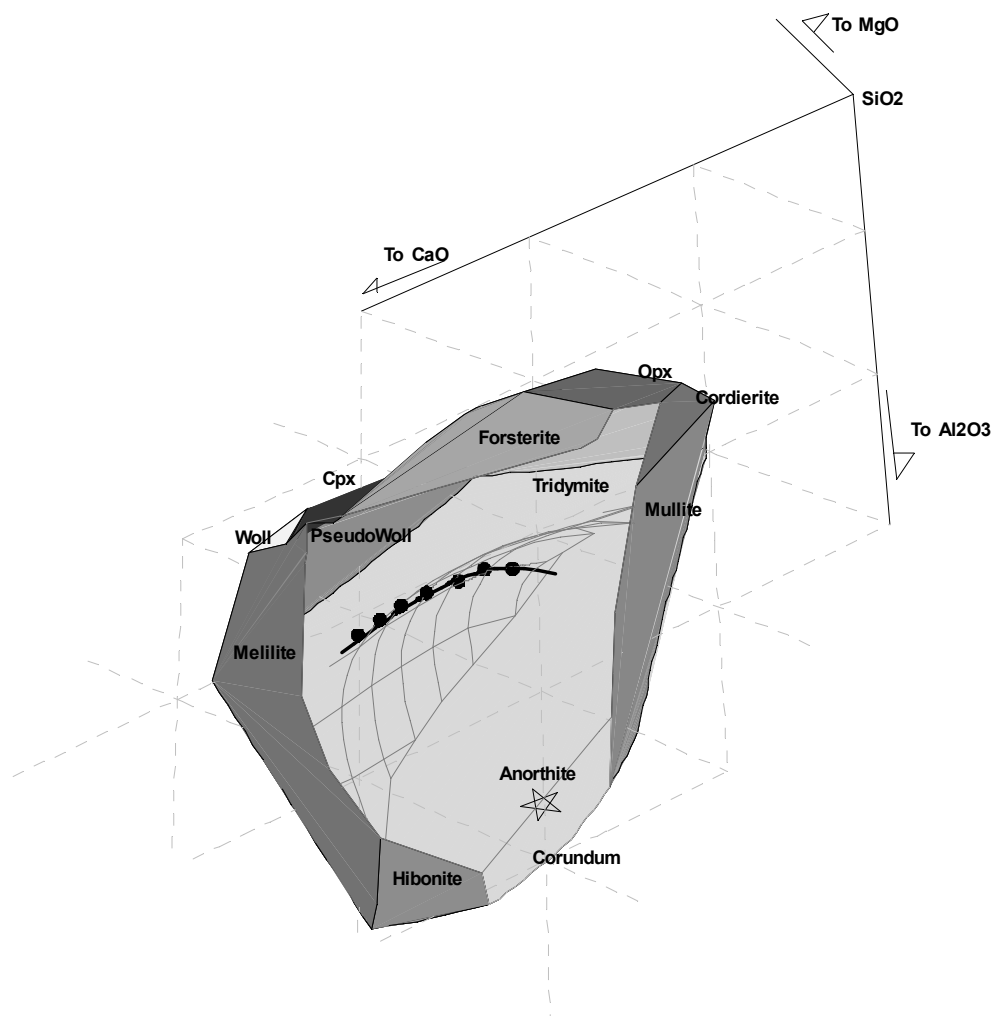 To MgO
SiO2
To CaO
Opx
Cordierite
To Al2O3
Forsterite
Cpx
Tridymite
Mullite
Woll
PseudoWoll
Melilite
Anorthite
Corundum
Hibonite